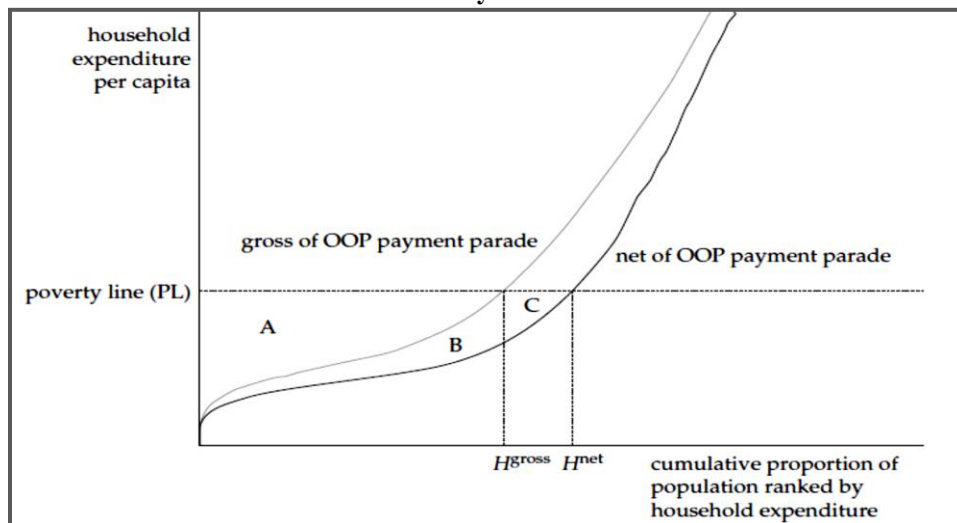 household
expenditure
per capita
gross of OOP payment parade
net of OOP payment parade
poverty line (PL)
A
C
B
Hgross
Hnet
cumulative proportion of
population ranked by
household expenditure